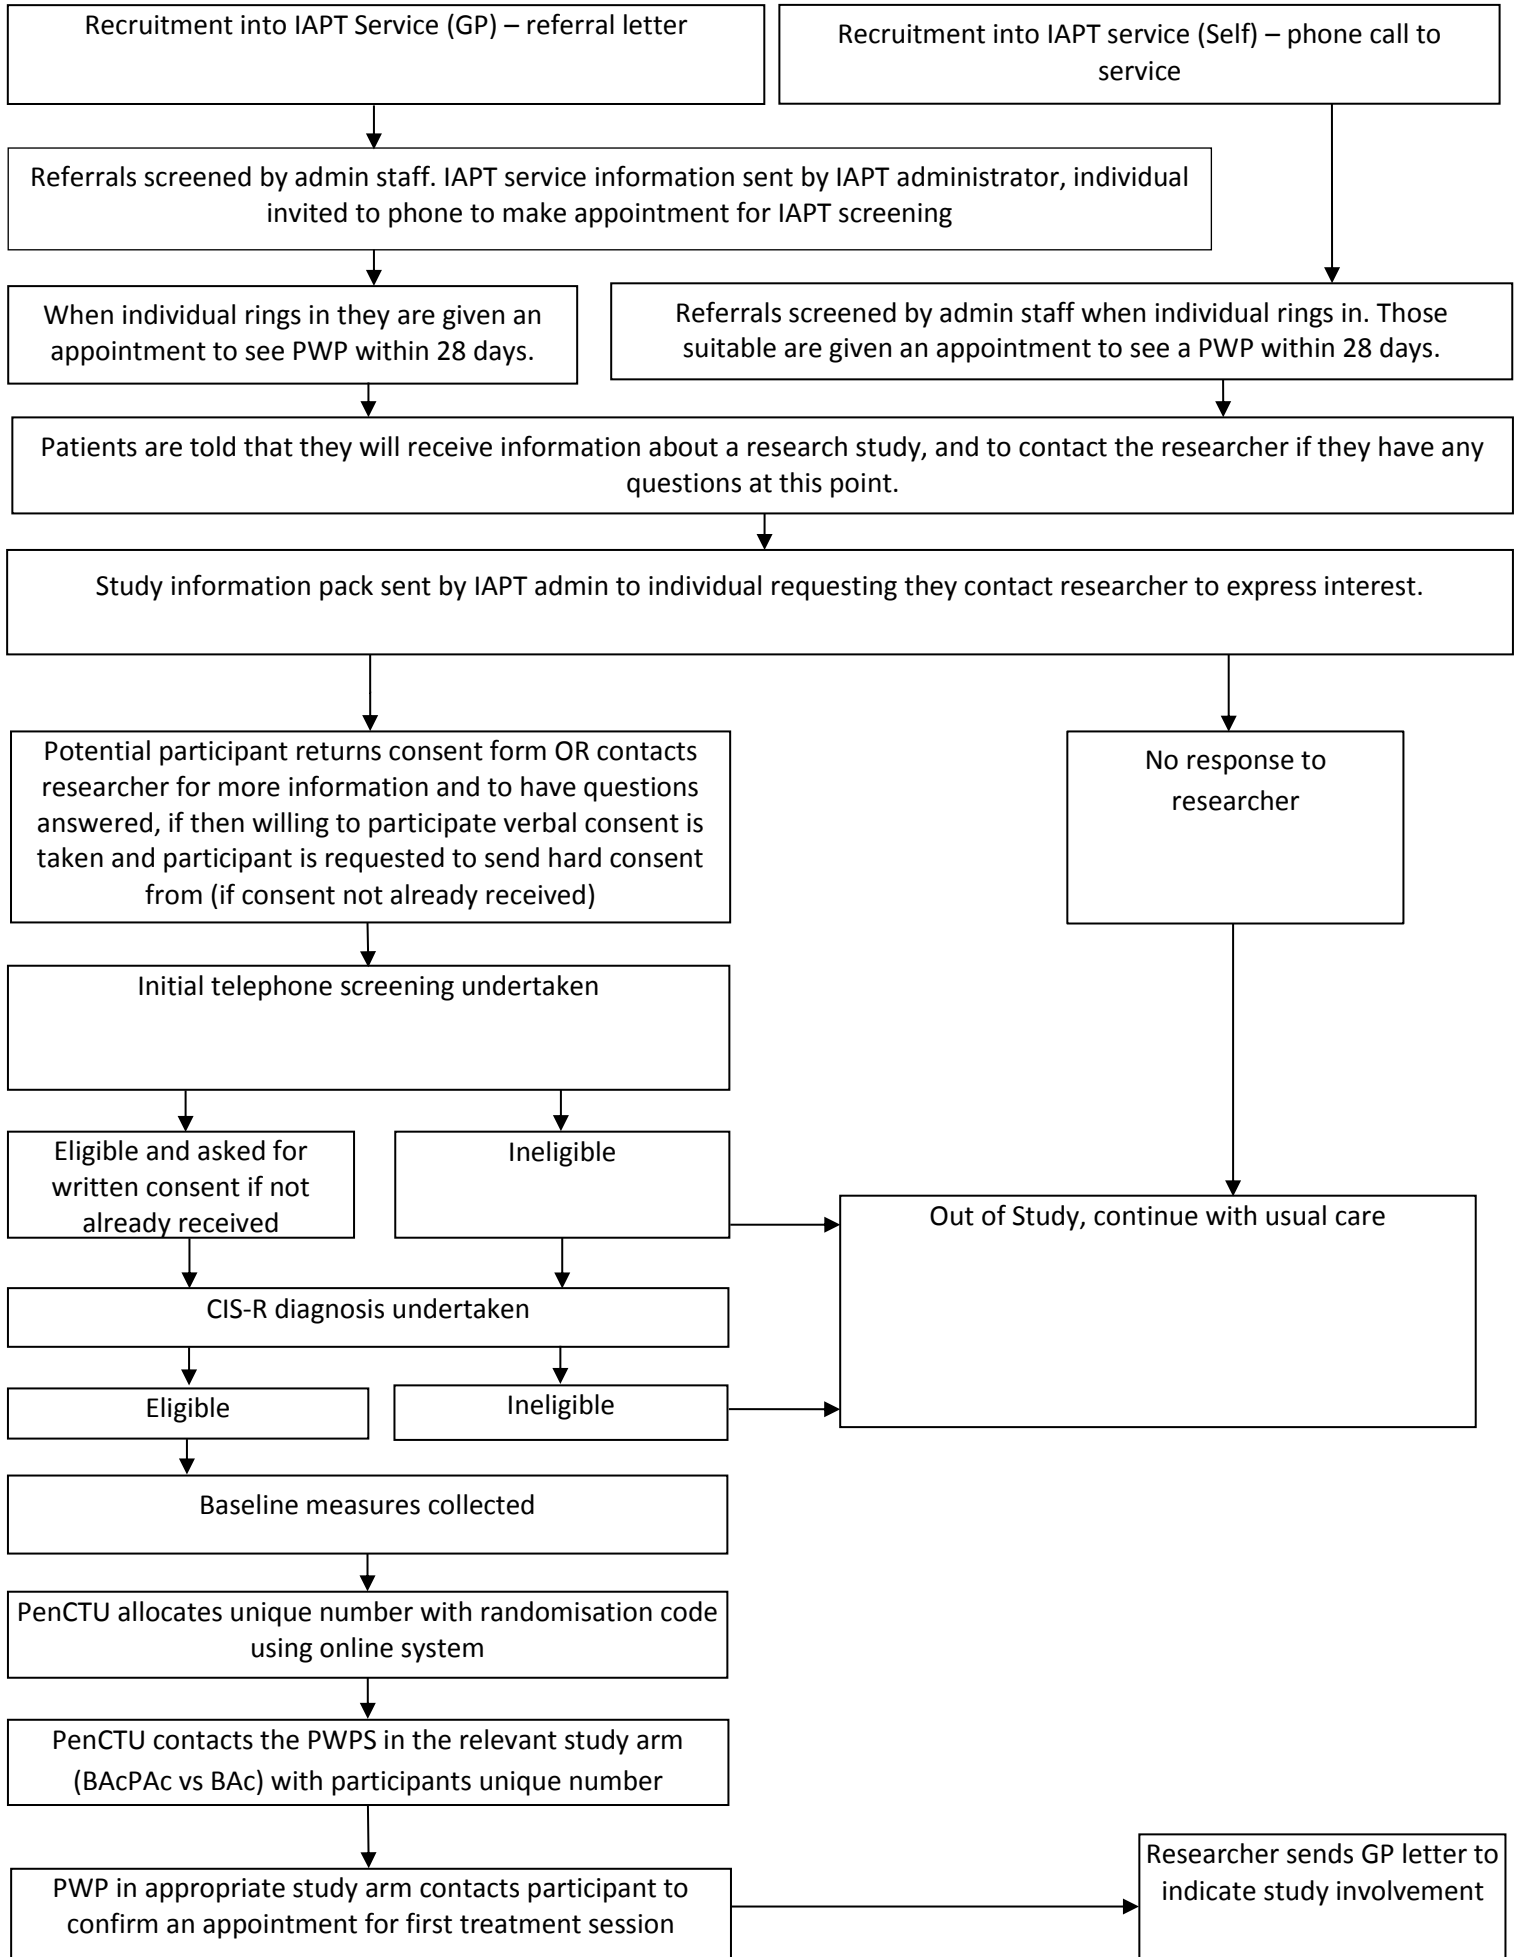 Recruitment into IAPT Service (GP) – referral letter
Recruitment into IAPT service (Self) – phone call to
service
Referrals screened by admin staff. IAPT service information sent by IAPT administrator, individual
invited to phone to make appointment for IAPT screening
When individual rings in they are given an
appointment to see PWP within 28 days.
Referrals screened by admin staff when individual rings in. Those
suitable are given an appointment to see a PWP within 28 days.
Patients are told that they will receive information about a research study, and to contact the researcher if they have any
questions at this point.
Study information pack sent by IAPT admin to individual requesting they contact researcher to express interest.
Potential participant returns consent form OR contacts
researcher for more information and to have questions
answered, if then willing to participate verbal consent is
taken and participant is requested to send hard consent
from (if consent not already received)
No response to
researcher
Initial telephone screening undertaken
Eligible and asked for
written consent if not
already received
Ineligible
Out of Study, continue with usual care
CIS-R diagnosis undertaken
Eligible
Ineligible
Baseline measures collected
PenCTU allocates unique number with randomisation code
using online system
PenCTU contacts the PWPS in the relevant study arm
(BAcPAc vs BAc) with participants unique number
PWP in appropriate study arm contacts participant to
confirm an appointment for first treatment session
Researcher sends GP letter to
indicate study involvement